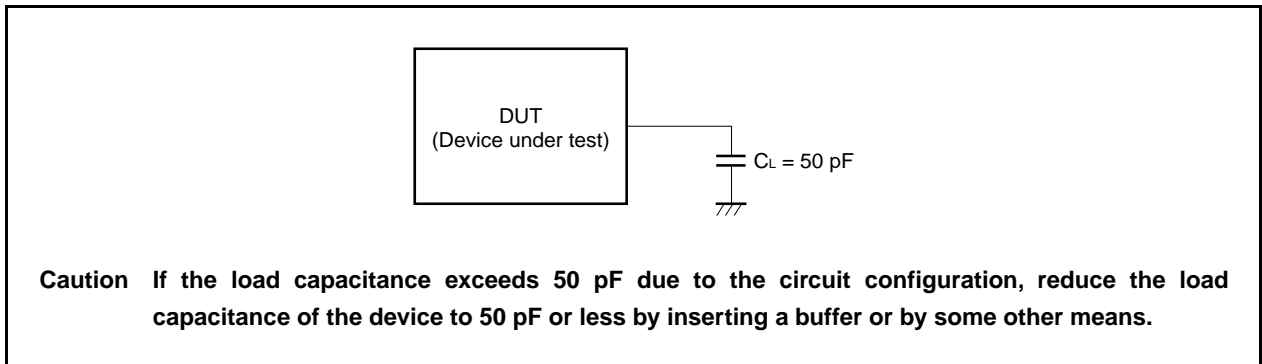 DUT
(Device under test)
CL = 50 pF
Caution If the load capacitance exceeds 50 pF due to the circuit configuration, reduce the load
capacitance of the device to 50 pF or less by inserting a buffer or by some other means.